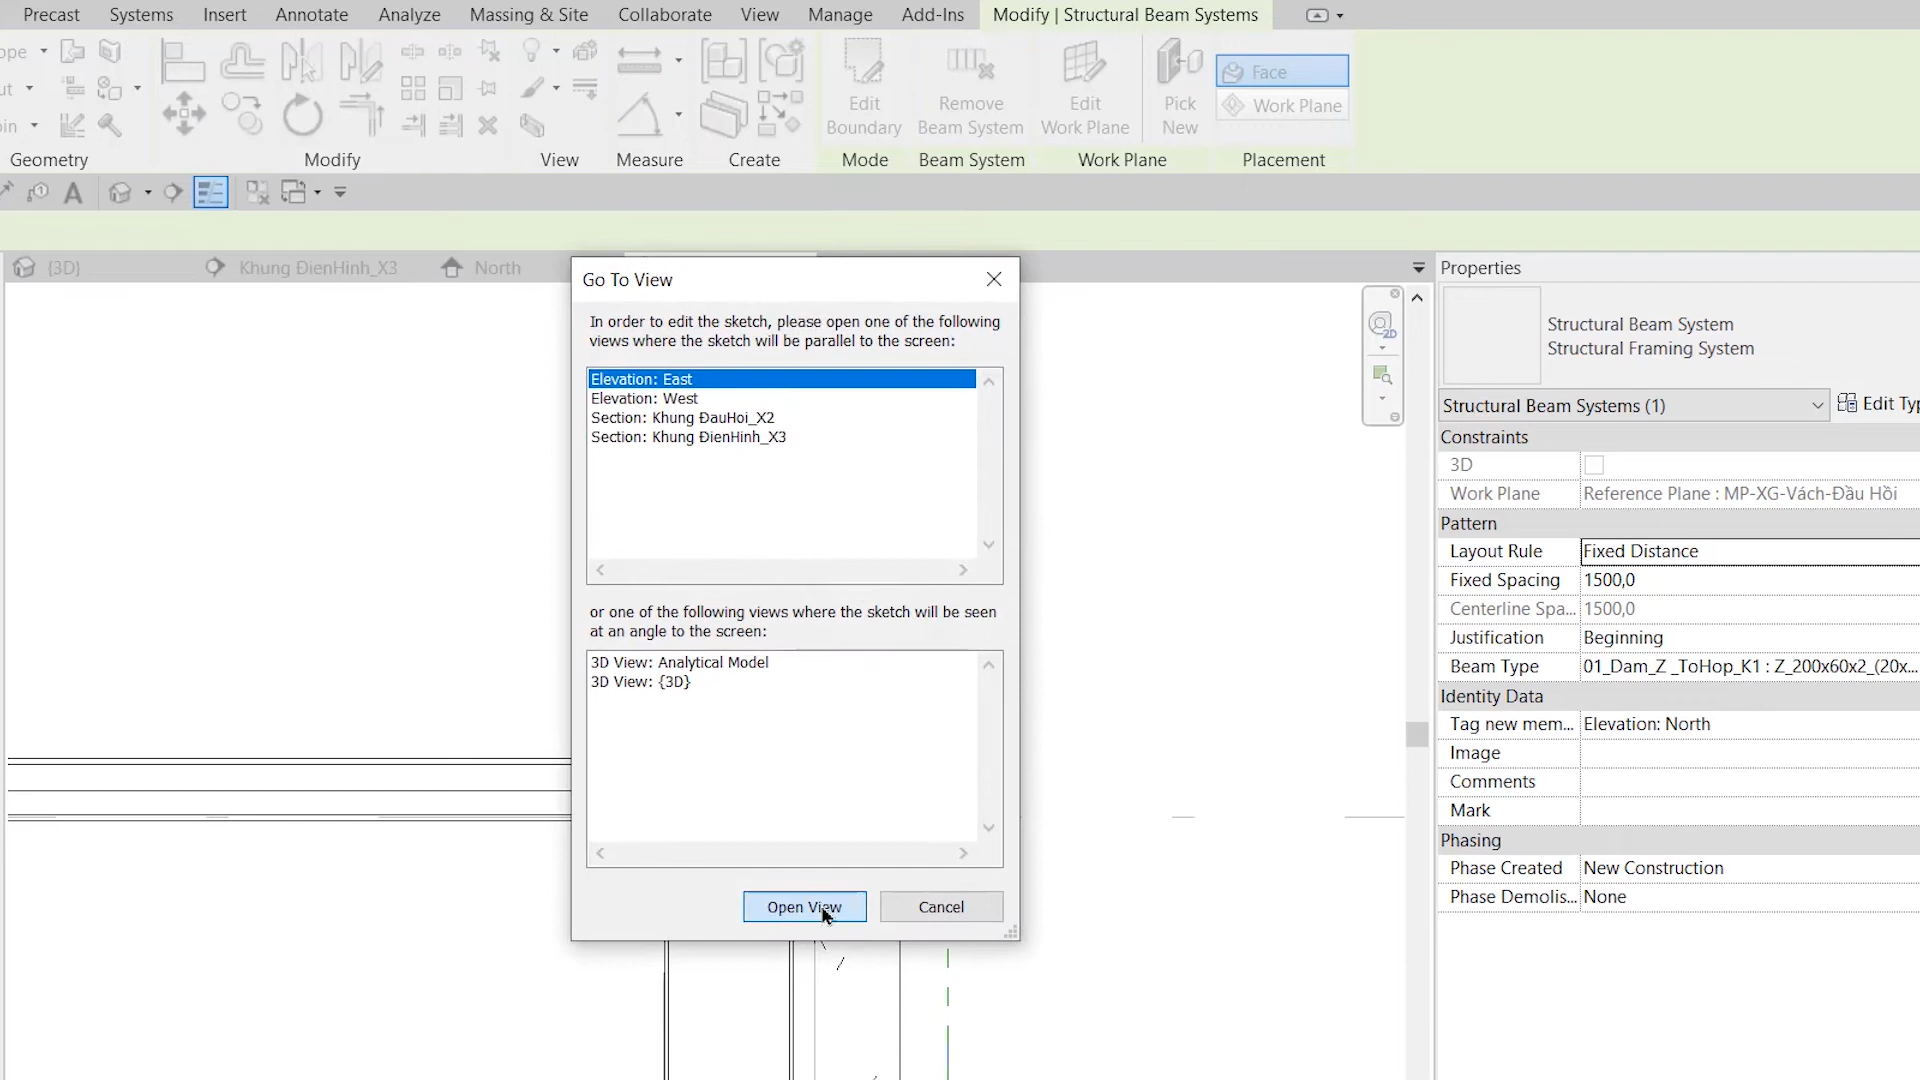 Precast Systems Insert Annotate Analyze Massing & Site Collaborate View Manage Add-Ins Modify | Structural Beam Systems
Edit Boundary
Remove Beam System
Edit Work Plane
Pick New
Face
Work Plane
Geometry Modify View Measure Create Mode Beam System Work Plane Placement
{3D} Khung ĐienHinh_X3 North
Go To View
In order to edit the sketch, please open one of the following
views where the sketch will be parallel to the screen:
Elevation: East
Elevation: West
Section: Khung ĐauHoi_X2
Section: Khung ĐienHinh_X3
or one of the following views where the sketch will be seen
at an angle to the screen:
3D View: Analytical Model
3D View: {3D}
Open View Cancel
2D
Properties
Structural Beam System
Structural Framing System
Structural Beam Systems (1) Edit Typ
Constraints
3D
Work Plane Reference Plane : MP-XG-Vách-Đầu Hồi
Pattern
Layout Rule Fixed Distance
Fixed Spacing 1500,0
Centerline Spa... 1500,0
Justification Beginning
Beam Type 01_Dam_Z _ToHop_K1 : Z_200x60x2_(20x...
Identity Data
Tag new mem... Elevation: North
Image
Comments
Mark
Phasing
Phase Created New Construction
Phase Demolis... None